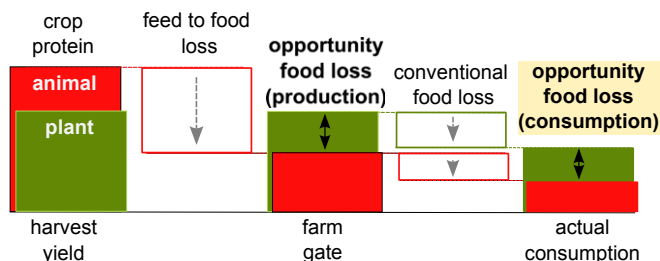 crop
protein
feed to food
loss
opportunity
food loss
(production)
conventional
food loss
opportunity
food loss
(consumption)
animal
plant
harvest
yield
farm
gate
actual
consumption